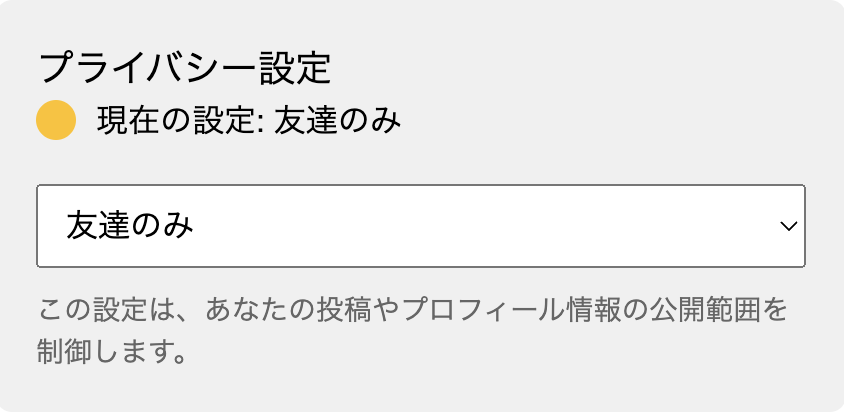 プライバシー設定
現在の設定: 友達のみ
友達のみ
この設定は、あなたの投稿やプロフィール情報の公開範囲を
制御します。